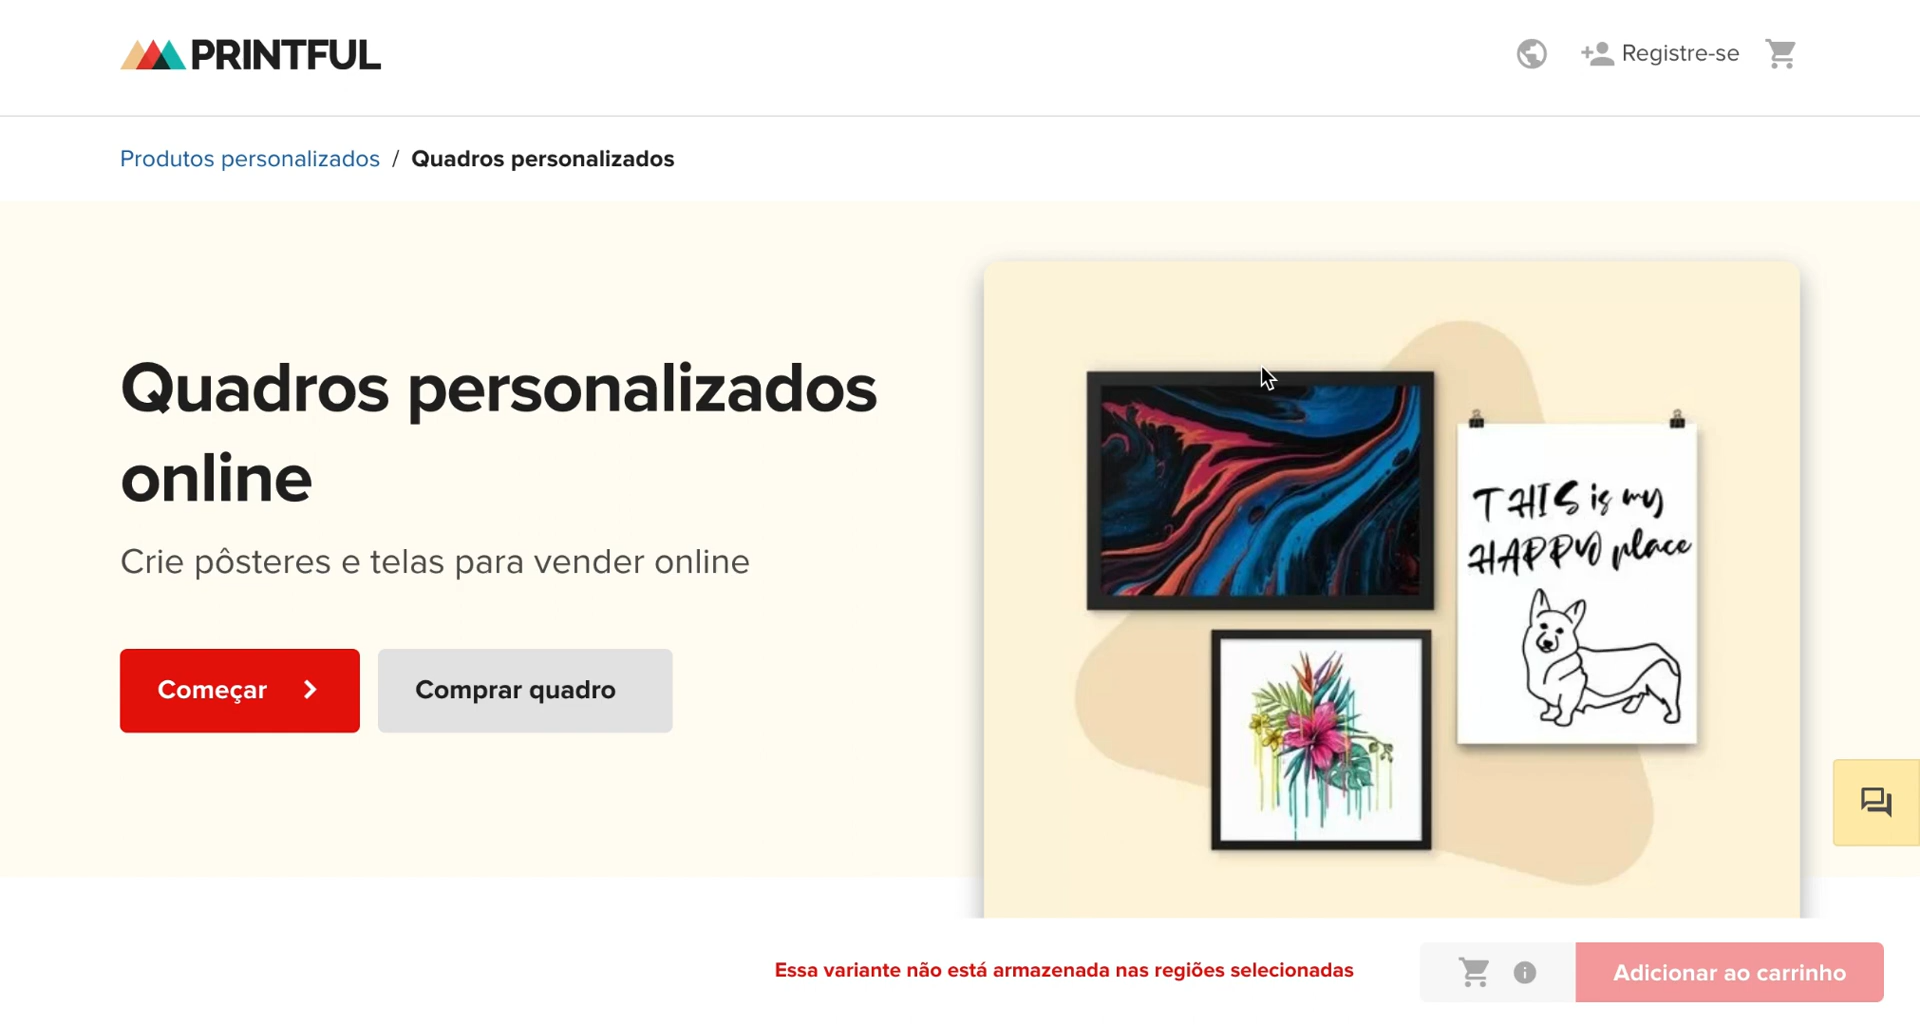 PRINTFUL
Registre-se
Produtos personalizados / Quadros personalizados
Quadros personalizados
online
Crie pôsteres e telas para vender online
Começar
Comprar quadro
THIS is my
HAPPY place
Essa variante não está armazenada nas regiões selecionadas
Adicionar ao carrinho